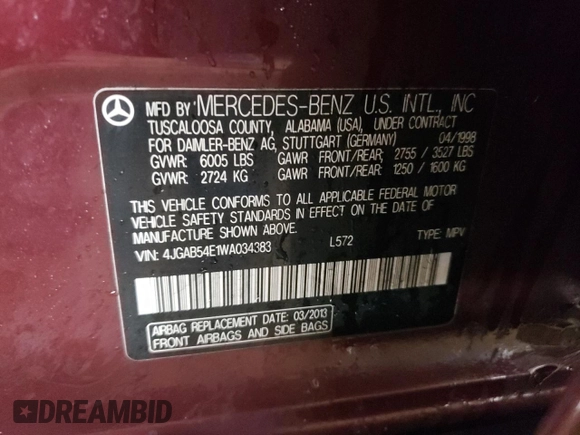 MFD BY MERCEDES-BENZ U.S. INTL., INC
TUSCALOOSA COUNTY, ALABAMA (USA), UNDER CONTRACT
FOR DAIMLER-BENZ AG, STUTTGART (GERMANY) 04/1998
GVWR: 6005 LBS GAWR FRONT/REAR: 2755 / 3527 LBS
GVWR: 2724 KG GAWR FRONT/REAR: 1250 / 1600 KG
THIS VEHICLE CONFORMS TO ALL APPLICABLE FEDERAL MOTOR
VEHICLE SAFETY STANDARDS IN EFFECT ON THE DATE OF
MANUFACTURE SHOWN ABOVE.
VIN: 4JGAB54E1WA034383 L572 TYPE: MPV
AIRBAG REPLACEMENT DATE: 03/2013
FRONT AIRBAGS AND SIDE BAGS
DREAMBID